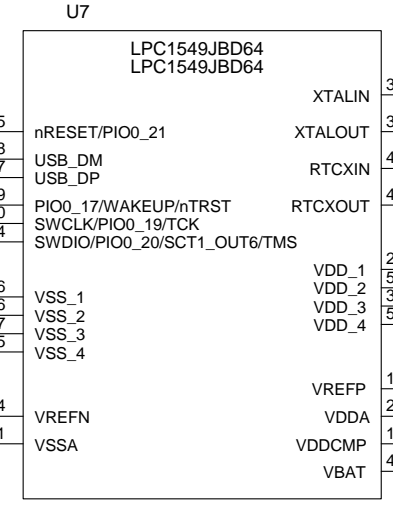 U7
LPC1549JBD64
LPC1549JBD64
XTALIN
nRESET/PIO0_21
XTALOUT
USB_DM
USB_DP
RTCXIN
PIO0_17/WAKEUP/nTRST
RTCXOUT
SWCLK/PIO0_19/TCK
SWDIO/PIO0_20/SCT1_OUT6/TMS
VDD_1
VDD_2
VSS_1
VDD_3
VSS_2
VDD_4
VSS_3
VSS_4
VREFP
VREFN
VDDA
VSSA
VDDCMP
VBAT